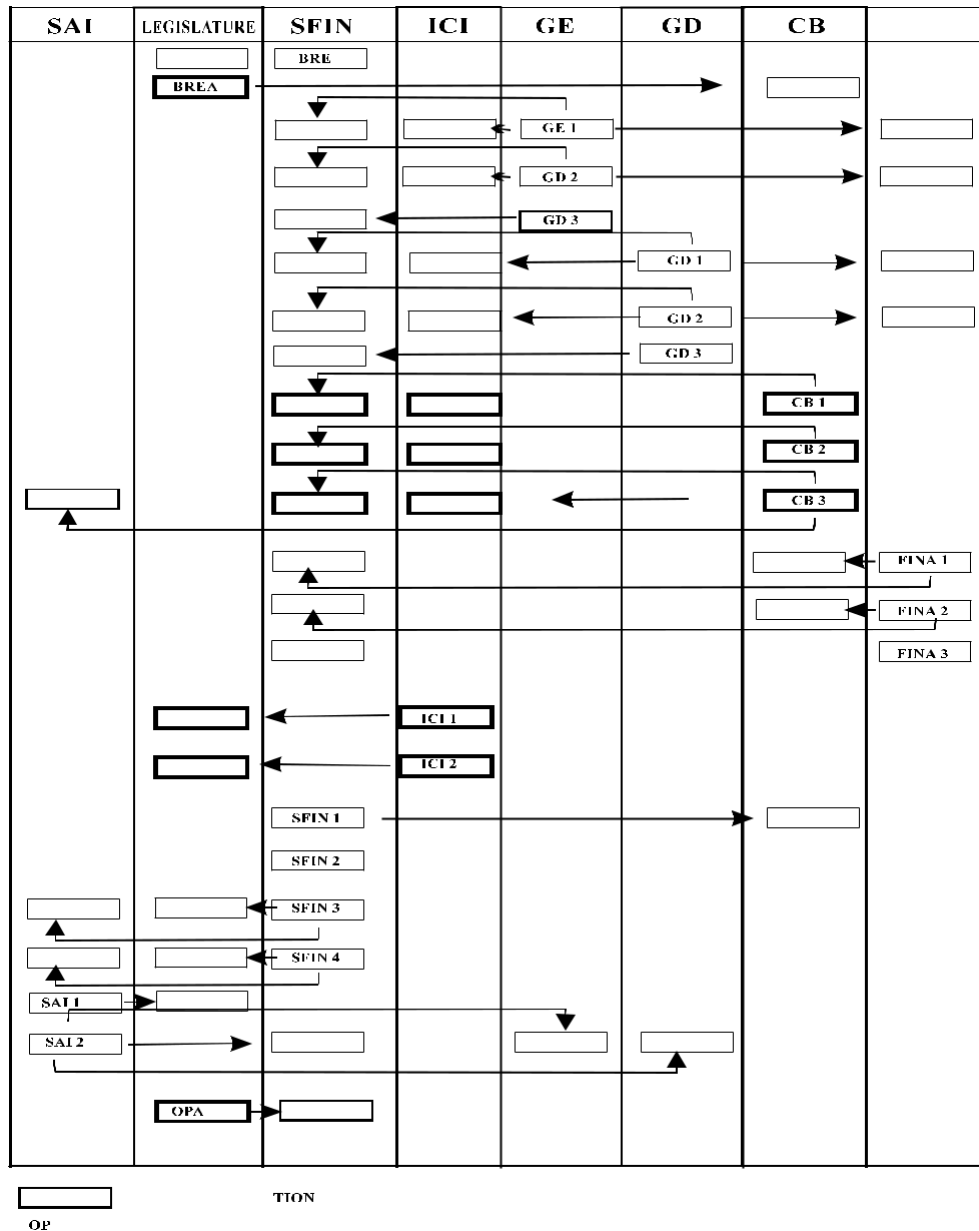 SAI LEGISLATURE SFIN ICI GE GD CB
BRE
BREA
GE 1
GD 2
GD 3
GD 1
GD 2
GD 3
CB 1
CB 2
CB 3
FINA 1
FINA 2
FINA 3
ICI 1
ICI 2
SFIN 1
SFIN 2
SFIN 3
SFIN 4
SAI 1
SAI 2
OPA
TION
OP